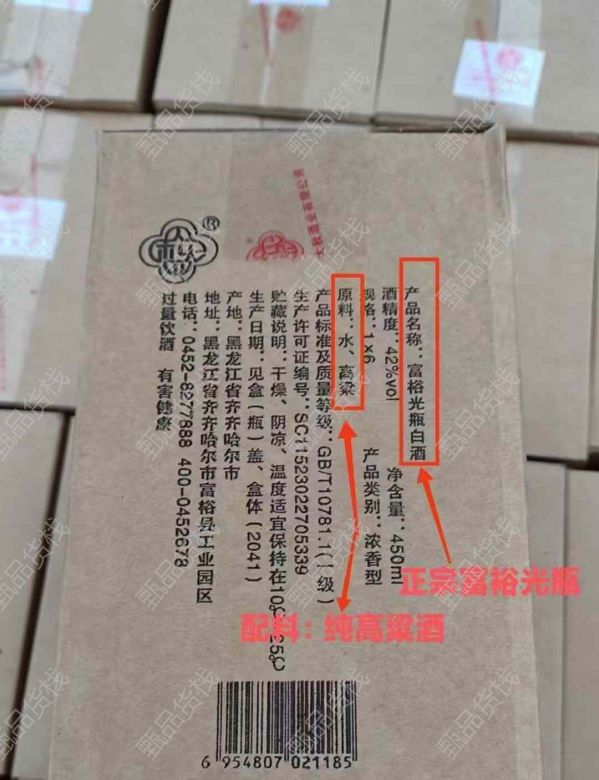 产品名称：富裕光瓶白酒
酒精度：42%vol 净含量：450ml
规格：1×6 产品类别：浓香型
原料：水、高粱
产品标准及质量等级：GB/T10781.1（Ⅰ级）
生产许可证编号：SC11523022705339
贮藏说明：干燥、阴凉、温度适宜保持在10℃-25℃
生产日期：见盒（瓶）盖、盒体（2041）
产地：黑龙江省齐齐哈尔市
地址：黑龙江省齐齐哈尔市富裕县工业园区
电话：0452-8277888 400-0452678
过量饮酒 有害健康
正宗富裕光瓶
配料：纯高粱酒
6 954807 021185
甄品货栈